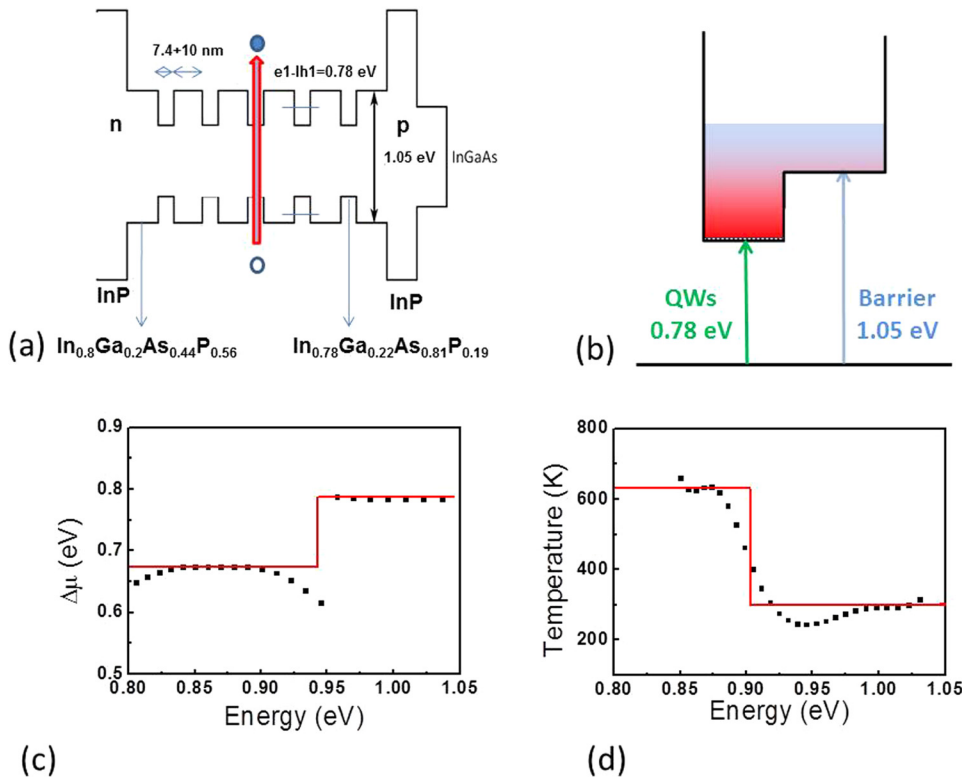 7.4+10 nm
e1-lh1=0.78 eV
n
p
1.05 eV
InGaAs
InP
InP
(a)
In0.8Ga0.2As0.44P0.56
In0.78Ga0.22As0.81P0.19
QWs
0.78 eV
Barrier
1.05 eV
(b)
0.9
0.8
0.7
0.6
0.5
Δμ (eV)
0.80
0.85
0.90
0.95
1.00
1.05
Energy (eV)
(c)
800
600
400
200
Temperature (K)
0.80
0.85
0.90
0.95
1.00
1.05
Energy (eV)
(d)